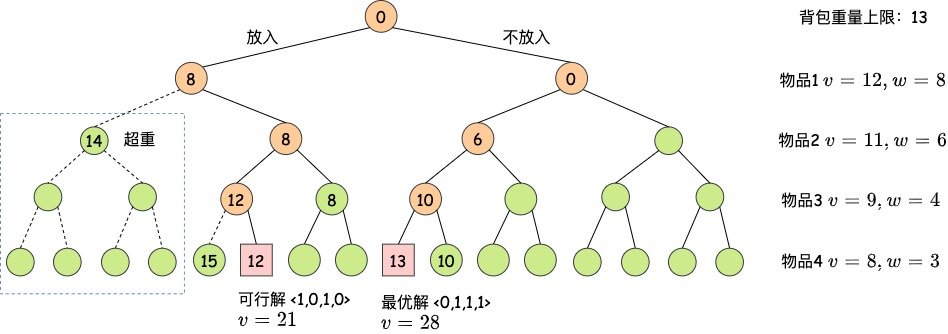 0
背包重量上限：13
放入
不放入
8
0
物品1 v = 12, w = 8
14
超重
8
6
物品2 v = 11, w = 6
12
8
10
物品3 v = 9, w = 4
15
12
13
10
物品4 v = 8, w = 3
可行解 <1,0,1,0>
v = 21
最优解 <0,1,1,1>
v = 28